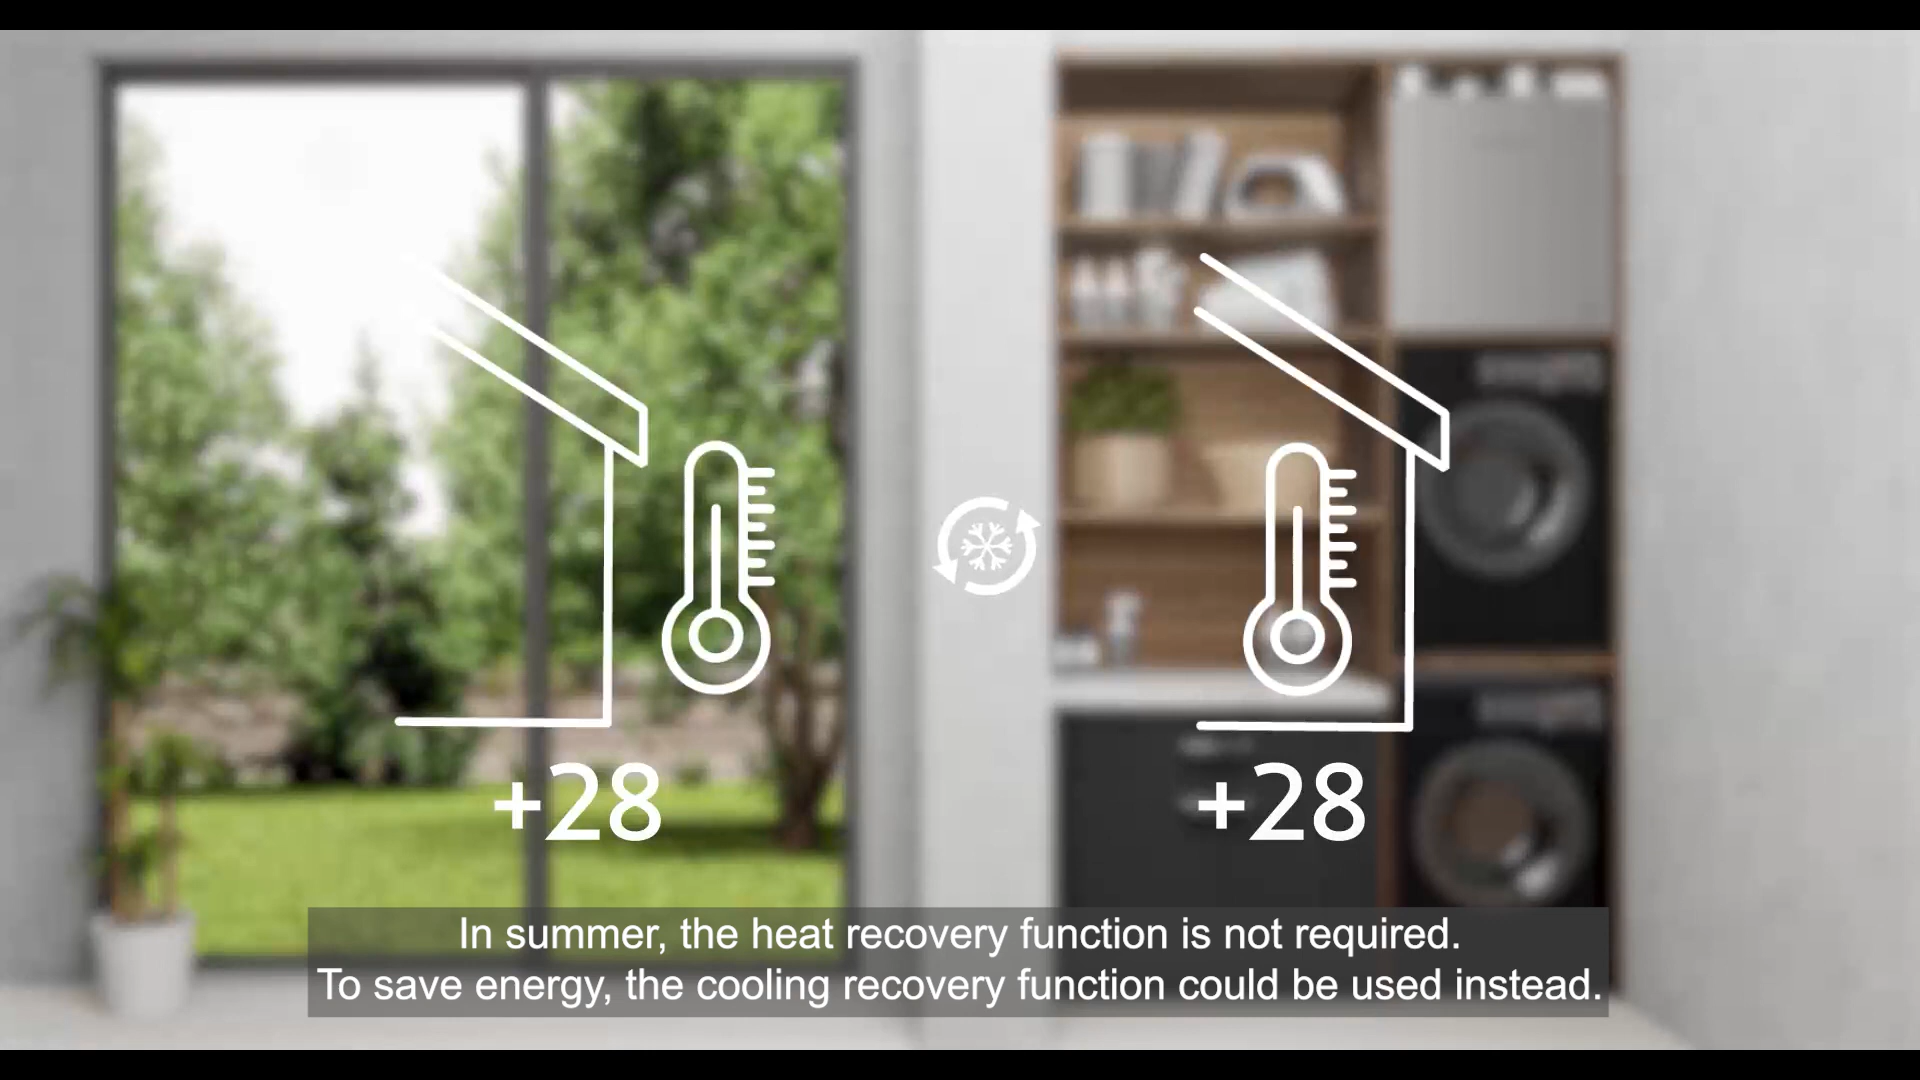 +28
+28
In summer, the heat recovery function is not required.
To save energy, the cooling recovery function could be used instead.